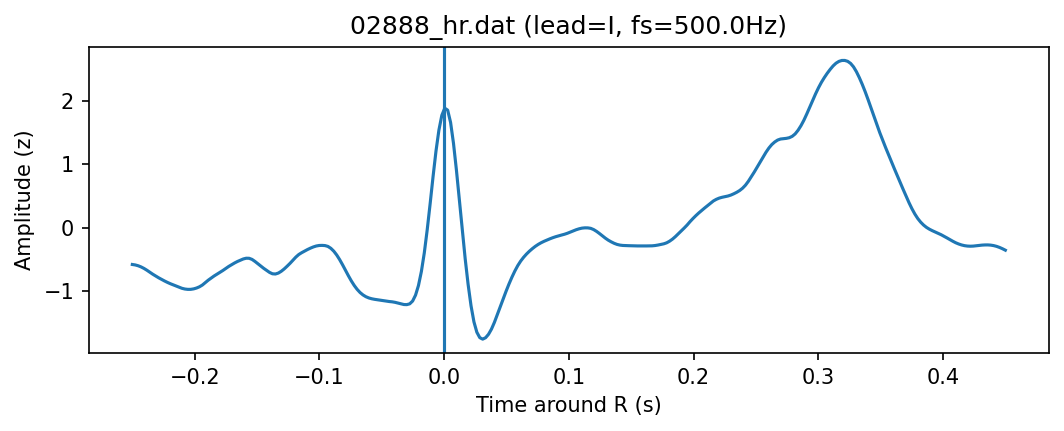 02888_hr.dat (lead=I, fs=500.0Hz)
Amplitude (z)
2
1
0
−1
−0.2 −0.1 0.0 0.1 0.2 0.3 0.4
Time around R (s)